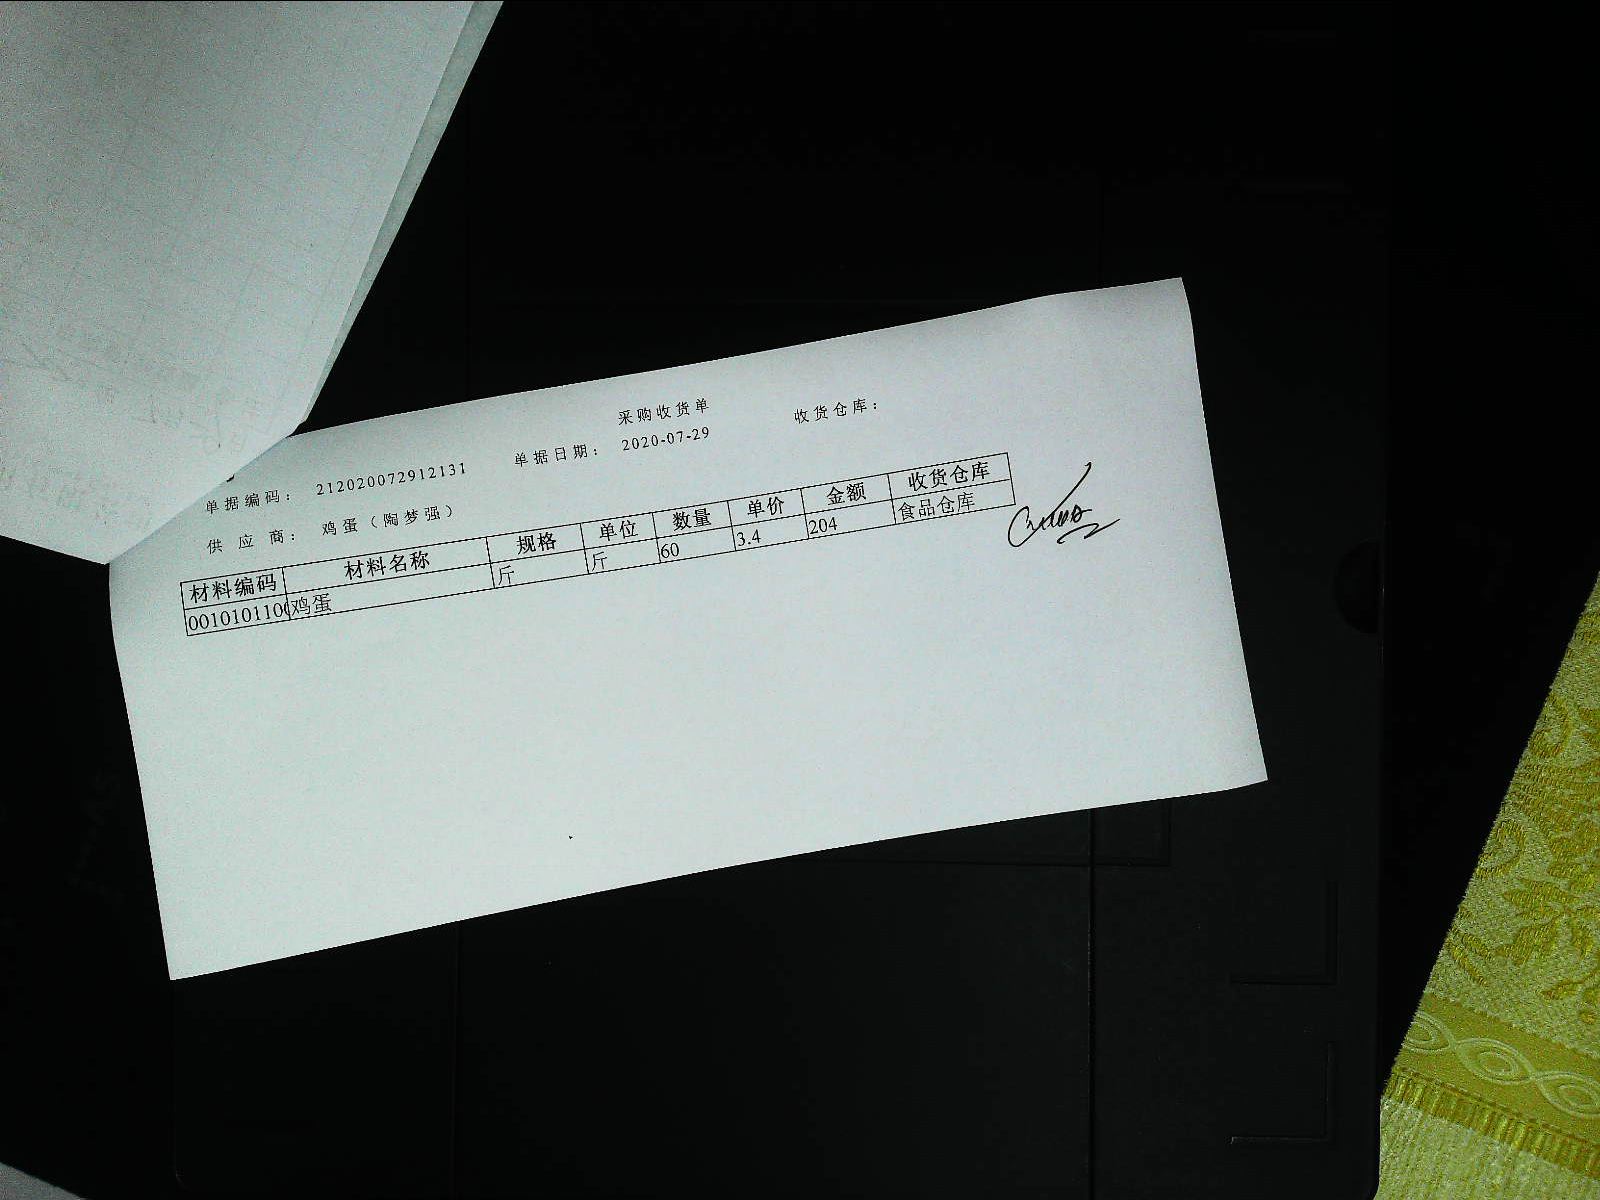 采购收货单
单据编码： 212020072912131 单据日期： 2020-07-29 收货仓库：
供 应 商： 鸡蛋（陶梦强）
材料编码 材料名称 规格 单位 数量 单价 金额 收货仓库
0010101100 鸡蛋 斤 斤 60 3.4 204 食品仓库